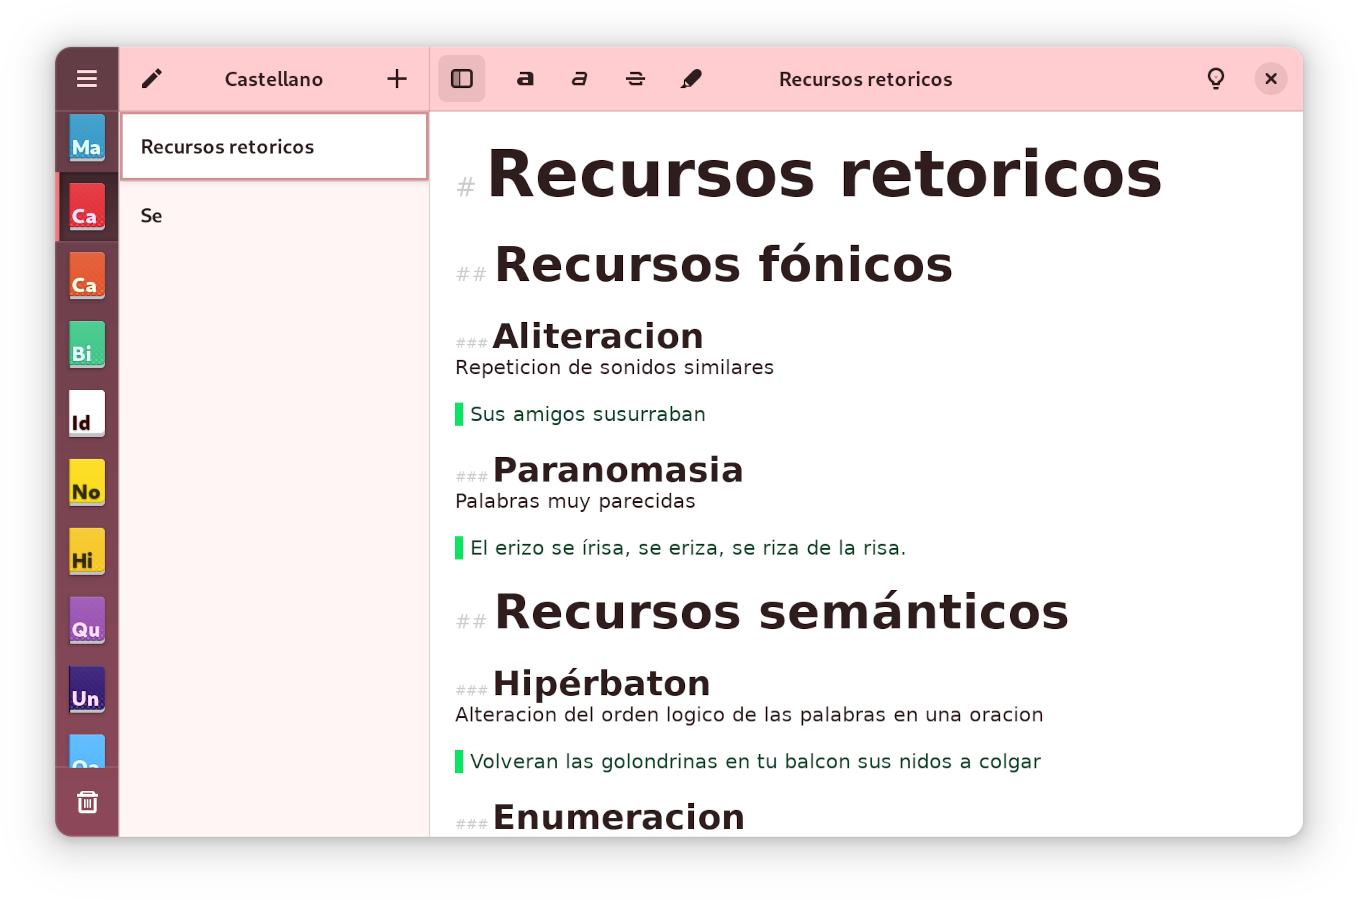 Castellano
Recursos retoricos
Ma
Ca
Ca
Bi
Id
No
Hi
Qu
Un
Recursos retoricos
Se
a a S
# Recursos retoricos
## Recursos fónicos
### Aliteracion
Repeticion de sonidos similares
Sus amigos susurraban
### Paranomasia
Palabras muy parecidas
El erizo se írisa, se eriza, se riza de la risa.
## Recursos semánticos
### Hipérbaton
Alteracion del orden logico de las palabras en una oracion
Volveran las golondrinas en tu balcon sus nidos a colgar
### Enumeracion